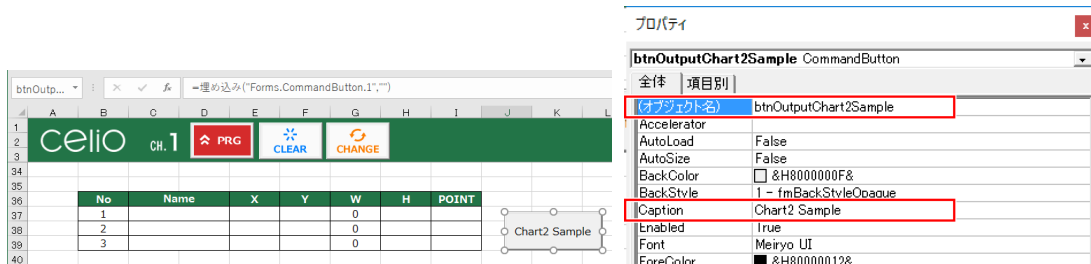 btnOutp...
fx
=埋め込み("Forms.CommandButton.1","")
A B C D E F G H I J K L
1
2
3
celio CH.1 PRG CLEAR CHANGE
34
35
36 No Name X Y W H POINT
37 1 0
38 2 0
39 3 0
40
Chart2 Sample
プロパティ
x
btnOutputChart2Sample CommandButton
全体 項目別
(オブジェクト名) btnOutputChart2Sample
Accelerator
AutoLoad False
AutoSize False
BackColor &H8000000F&
BackStyle 1 - fmBackStyleOpaque
Caption Chart2 Sample
Enabled True
Font Meiryo UI
ForeColor &H80000012&